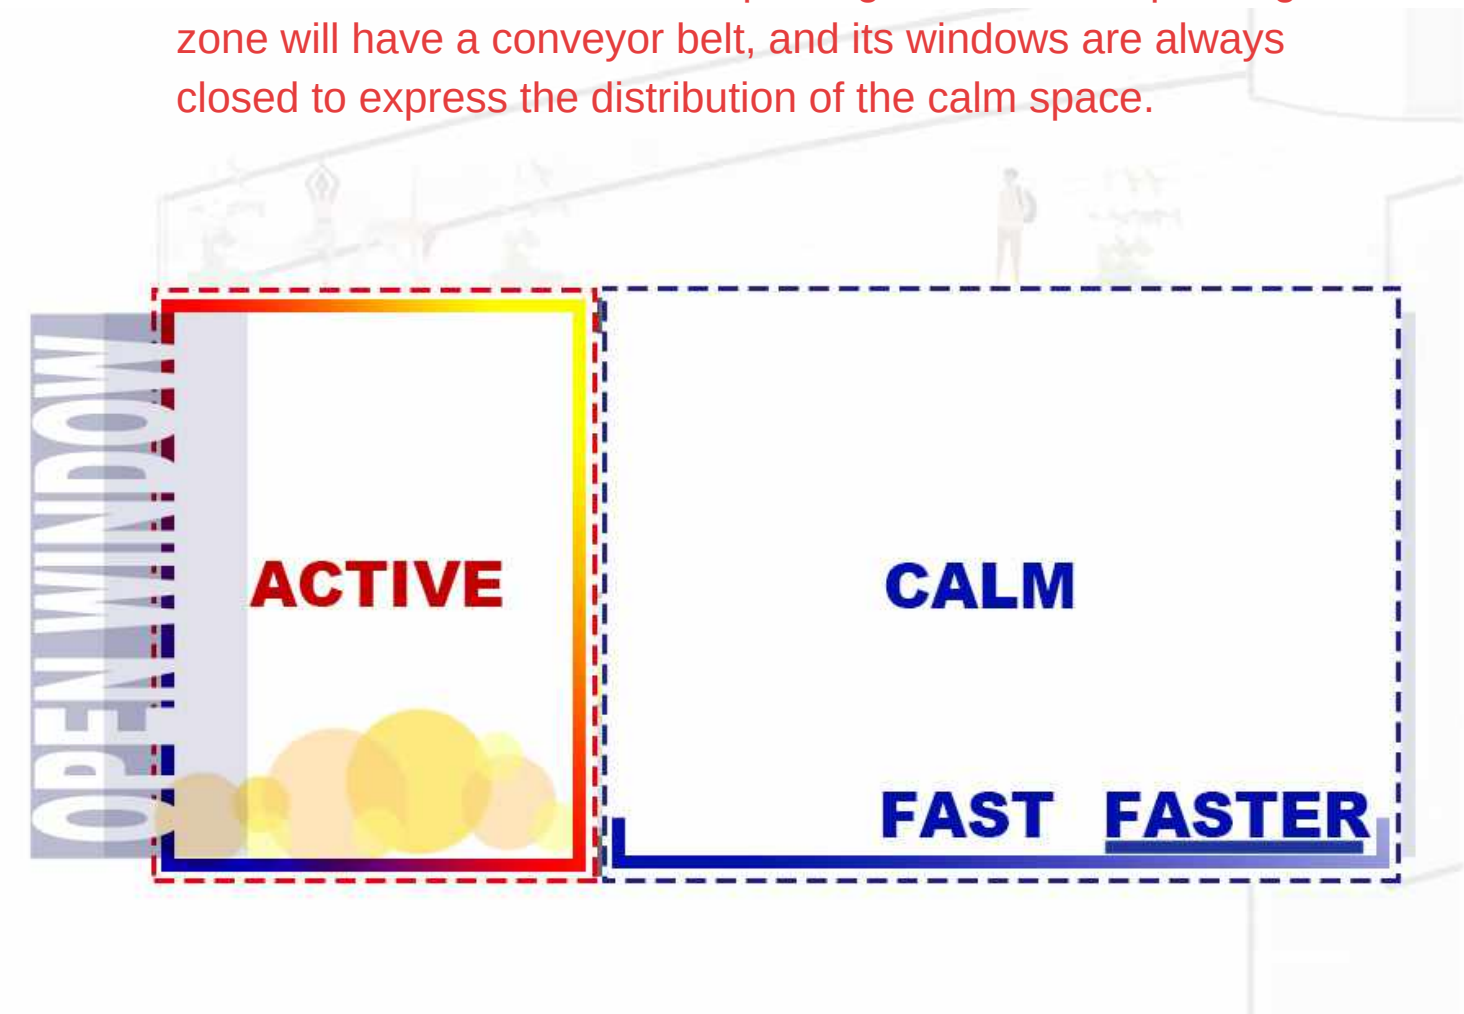 zone will have a conveyor belt, and its windows are always
closed to express the distribution of the calm space.
OPEN WINDOW
ACTIVE
CALM
FAST FASTER